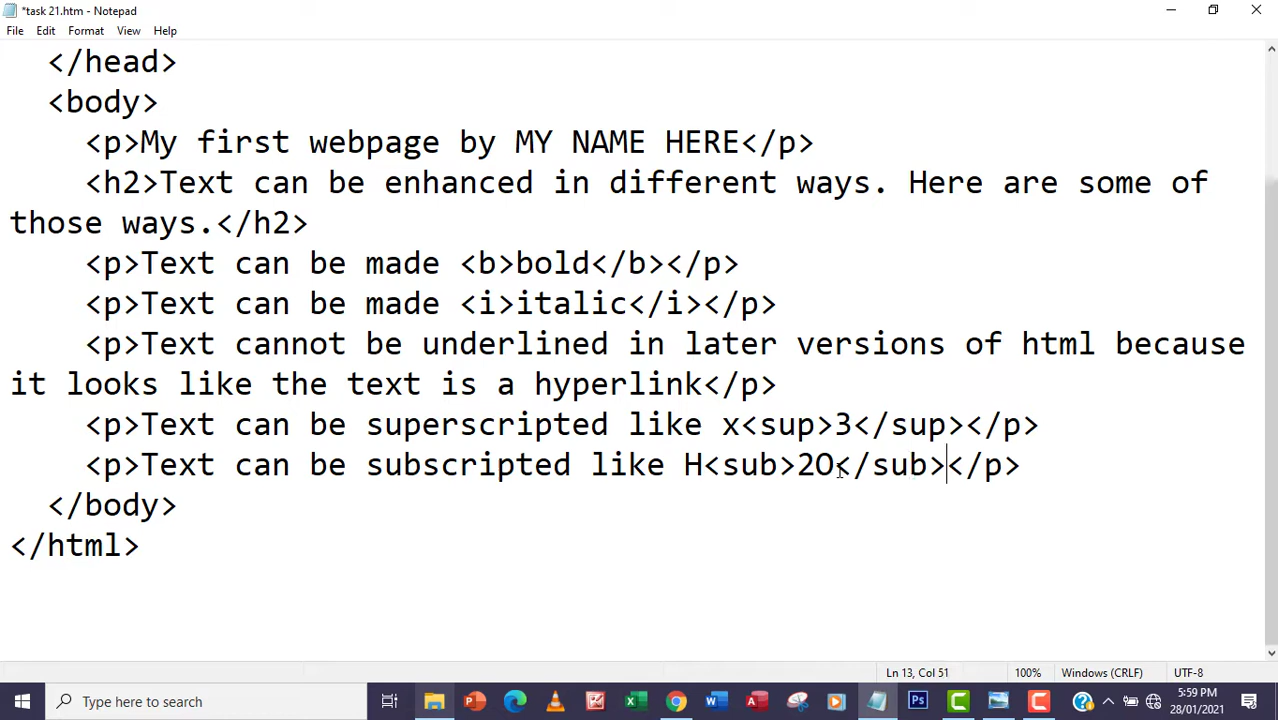 *task 21.htm - Notepad
File Edit Format View Help
</head>
<body>
<p>My first webpage by MY NAME HERE</p>
<h2>Text can be enhanced in different ways. Here are some of
those ways.</h2>
<p>Text can be made <b>bold</b></p>
<p>Text can be made <i>italic</i></p>
<p>Text cannot be underlined in later versions of html because
it looks like the text is a hyperlink</p>
<p>Text can be superscripted like x<sup>3</sup></p>
<p>Text can be subscripted like H<sub>2O</sub></p>
</body>
</html>
Ln 13, Col 51 100% Windows (CRLF) UTF-8
Type here to search
5:59 PM
28/01/2021